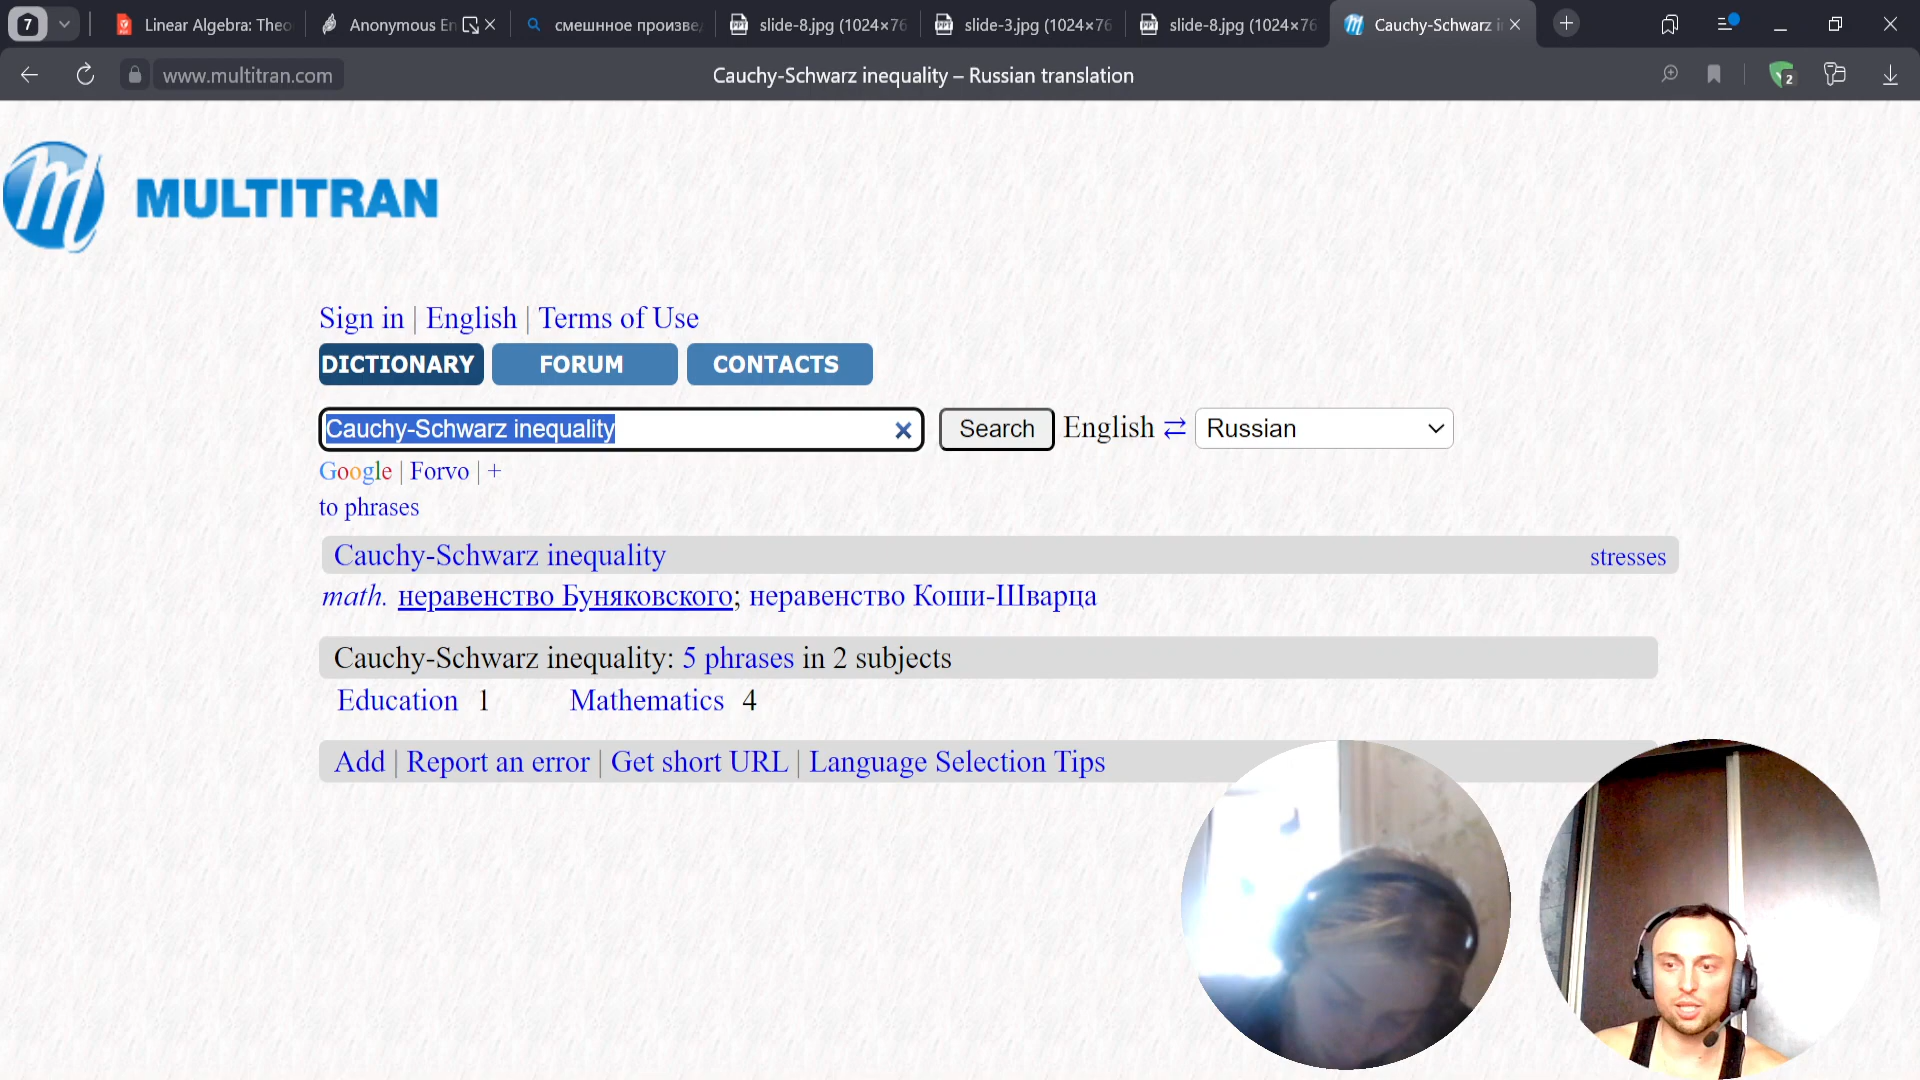 7
Linear Algebra: Theo
Anonymous En
смешнное произве
slide-8.jpg (1024×76
slide-3.jpg (1024×76
slide-8.jpg (1024×76
Cauchy-Schwarz i
www.multitran.com
Cauchy-Schwarz inequality – Russian translation
2
m MULTITRAN
Sign in | English | Terms of Use
DICTIONARY FORUM CONTACTS
Cauchy-Schwarz inequality Search English ⇄ Russian
Google | Forvo | +
to phrases
Cauchy-Schwarz inequality stresses
math. неравенство Буняковского; неравенство Коши-Шварца
Cauchy-Schwarz inequality: 5 phrases in 2 subjects
Education 1 Mathematics 4
Add | Report an error | Get short URL | Language Selection Tips